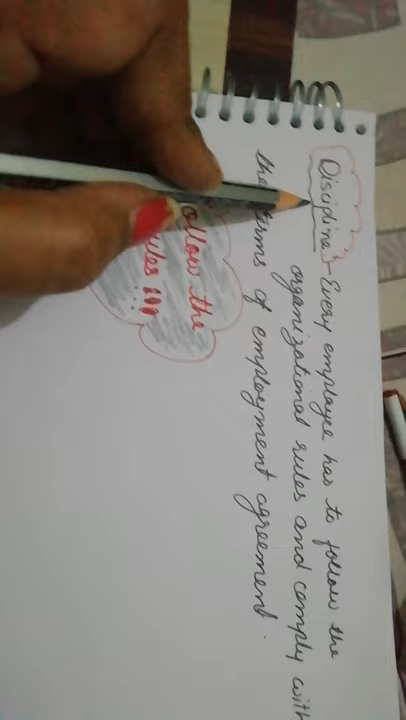 Discipline :- Every employee has to follow the
organizational rules and comply with
the terms of employment agreement.
follow the
rules !!!